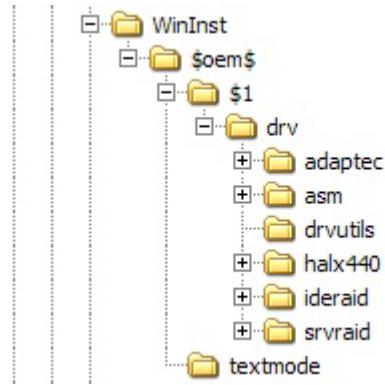 WinInst
$oem$
$1
drv
adaptec
asm
drvutils
halx440
ideraid
srvraid
textmode